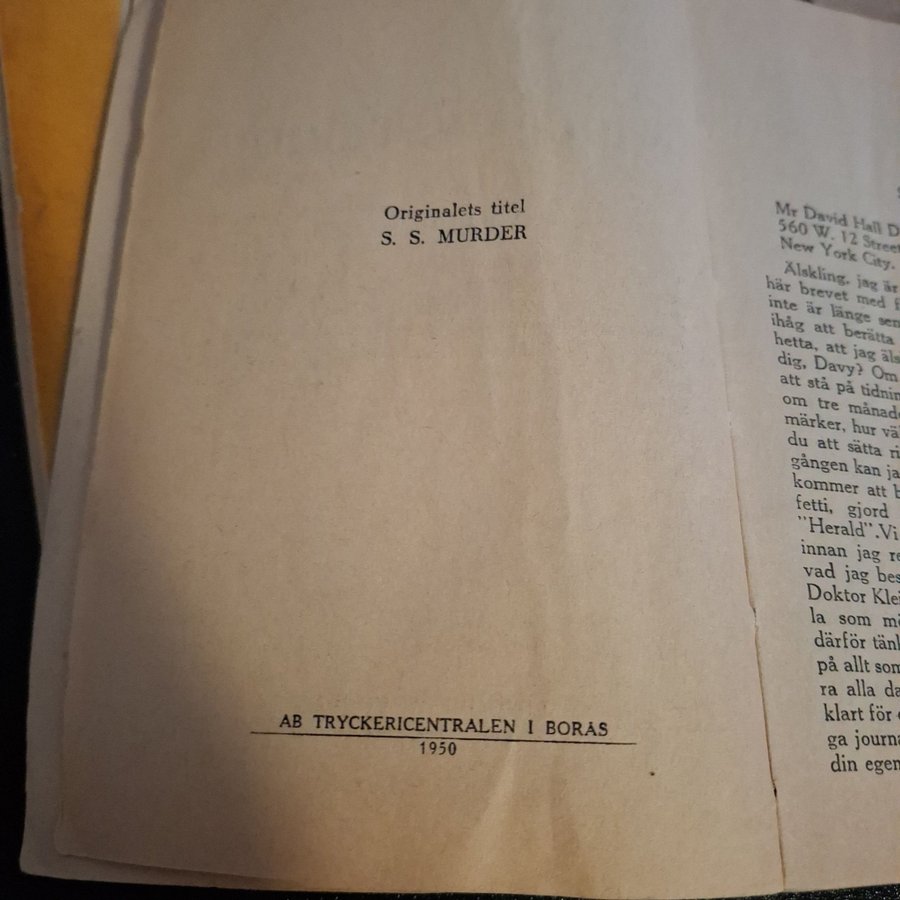 Originalets titel
S. S. MURDER
AB TRYCKERICENTRALEN I BORÅS
1950
Mr David Hall
560 W. 12 Street
New York City.
Älskling, jag är
här brevet med
inte är länge
ihåg att berätta
hetta, att jag
dig, Davy? Om
att stå på
om tre
märker, hur
du att sätta
gången kan
kommer att
fetti, gjord
"Herald".Vi
innan jag
vad jag
Doktor
la som
därför
på allt
ra alla
klart för
ga
din